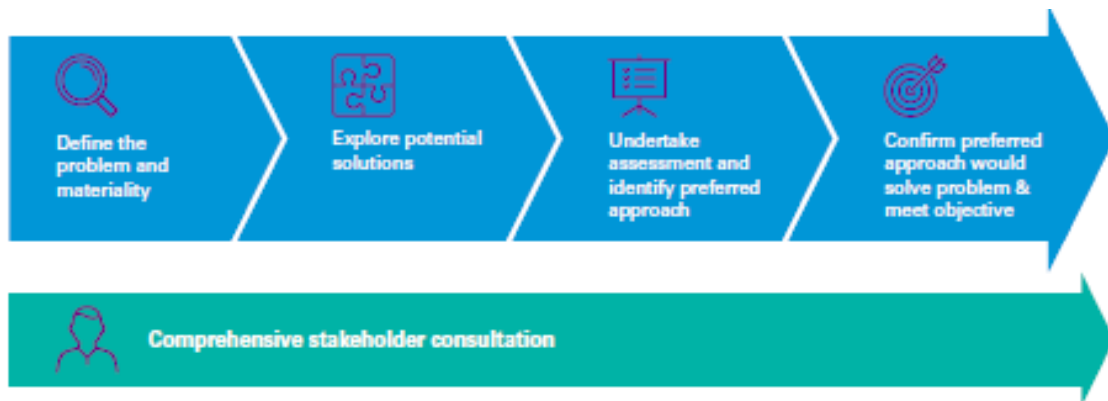 Define the
problem and
materiality
Explore potential
solutions
Undertake
assessment and
identify preferred
approach
Confirm preferred
approach would
solve problem &
meet objective
Comprehensive stakeholder consultation